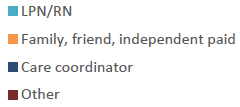 LPN/RN
Family, friend, independent paid
Care coordinator
Other